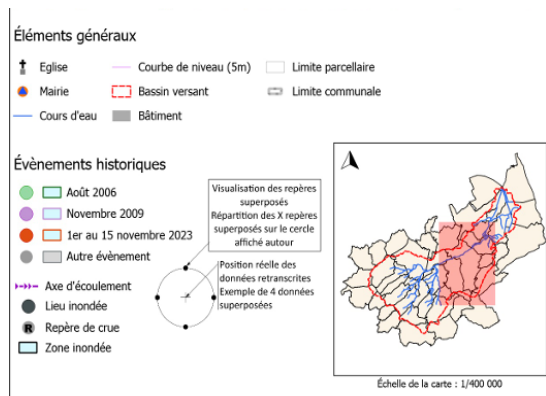 Éléments généraux
Eglise
Courbe de niveau (5m)
Limite parcellaire
Mairie
Bassin versant
Limite communale
Cours d'eau
Bâtiment
Évènements historiques
Août 2006
Novembre 2009
1er au 15 novembre 2023
Autre évènement
Axe d'écoulement
Lieu inondée
R
Repère de crue
Zone inondée
Visualisation des repères
superposés
Répartition des X repères
superposés sur le cercle
affiché autour
Position réelle des
données retranscrites
Exemple de 4 données
superposées
Échelle de la carte : 1/400 000